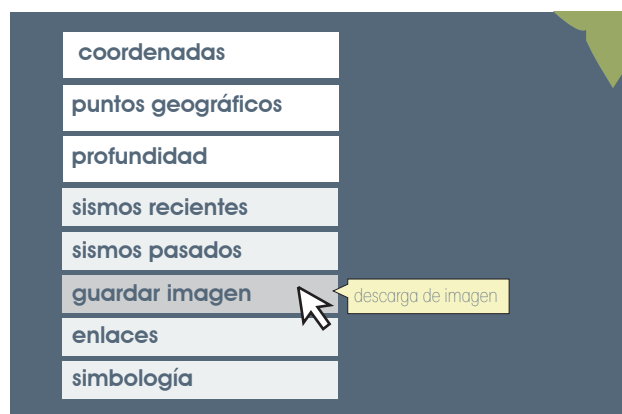 coordenadas
puntos geográficos
profundidad
sismos recientes
sismos pasados
guardar imagen
descarga de imagen
enlaces
simbología